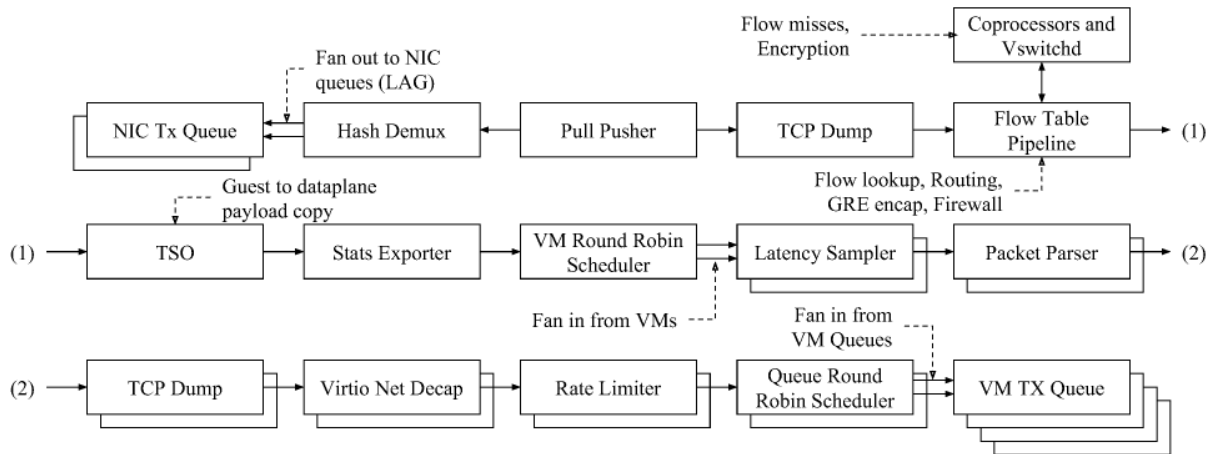 Flow misses,
Encryption
Coprocessors and
Vswitchd
Fan out to NIC
queues (LAG)
NIC Tx Queue
Hash Demux
Pull Pusher
TCP Dump
Flow Table
Pipeline
(1)
Guest to dataplane
payload copy
Flow lookup, Routing,
GRE encap, Firewall
(1)
TSO
Stats Exporter
VM Round Robin
Scheduler
Latency Sampler
Packet Parser
(2)
Fan in from VMs
Fan in from
VM Queues
(2)
TCP Dump
Virtio Net Decap
Rate Limiter
Queue Round
Robin Scheduler
VM TX Queue